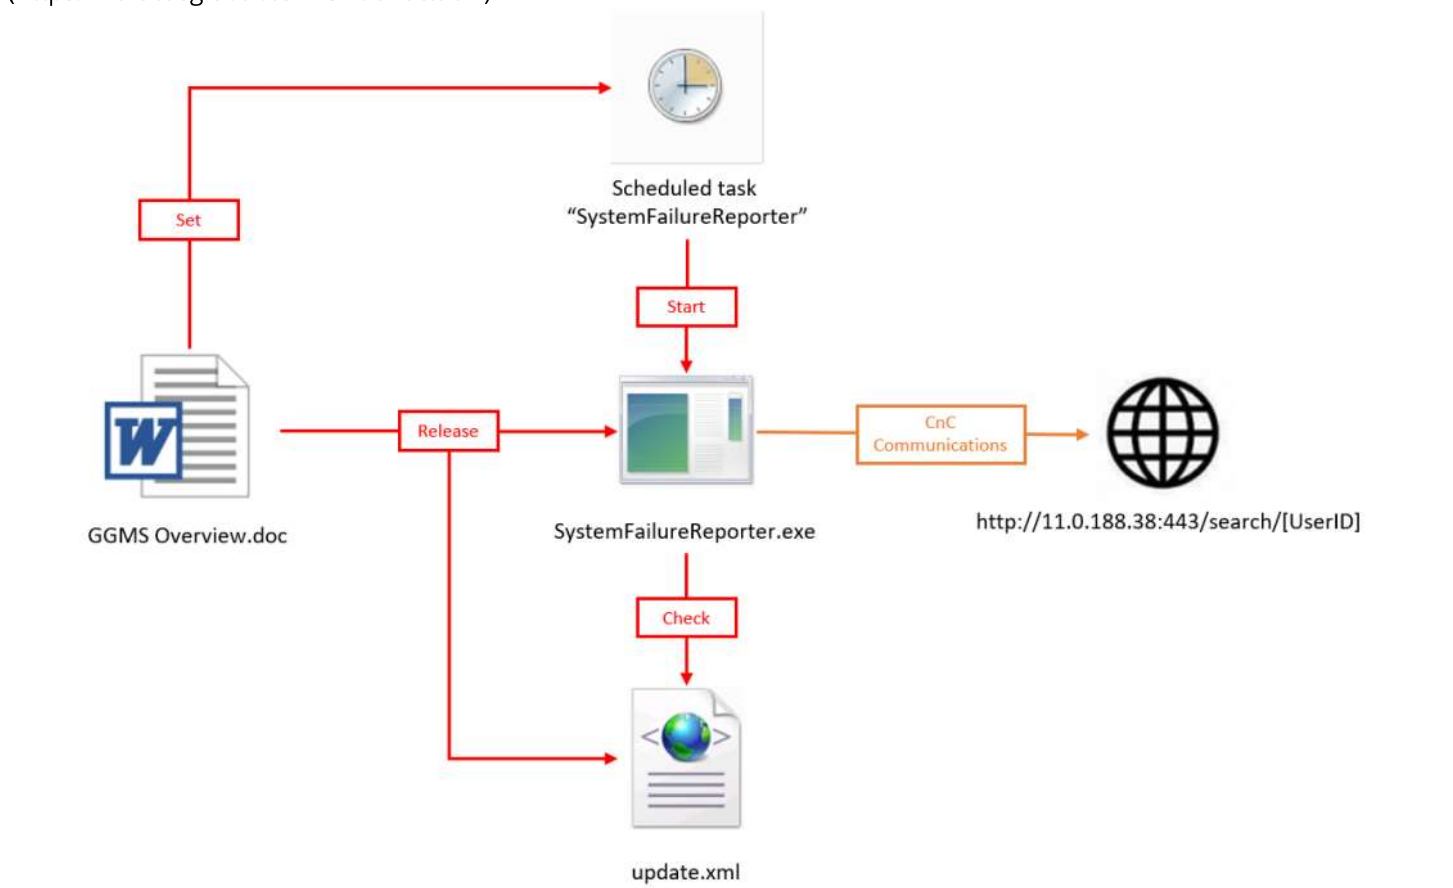 Scheduled task
“SystemFailureReporter”
Set
Start
Release
CnC
Communications
W
GGMS Overview.doc
SystemFailureReporter.exe
http://11.0.188.38:443/search/[UserID]
Check
< >
update.xml